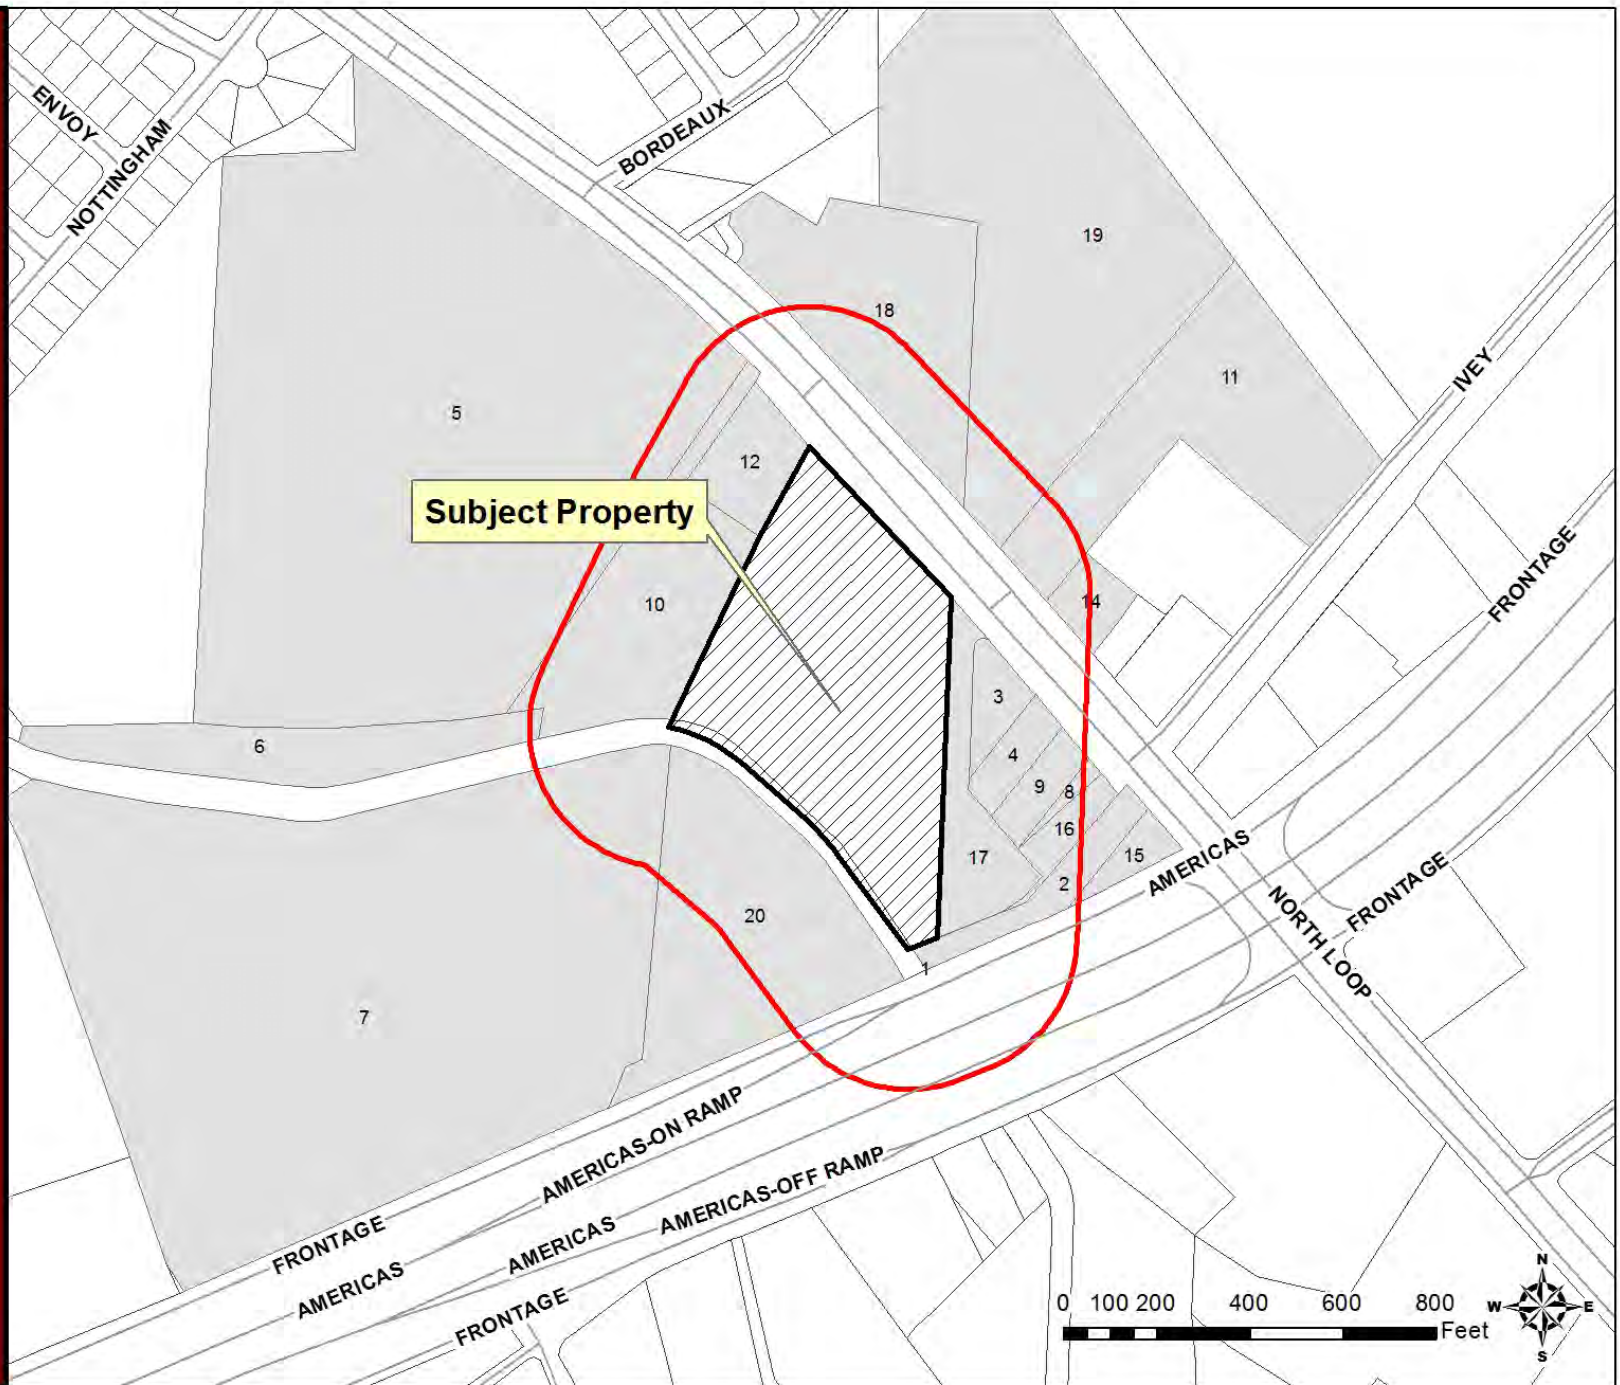 ENVOY
NOTTINGHAM
BORDEAUX
19
18
11
IVEY
5
12
Subject Property
10
14
FRONTAGE
3
6
4
9
8
16
17
15
2
AMERICAS
FRONTAGE
NORTH LOOP
20
1
7
AMERICAS-ON RAMP
AMERICAS-OFF RAMP
FRONTAGE
AMERICAS
AMERICAS
FRONTAGE
N
W
E
S
0 100 200 400 600 800
Feet